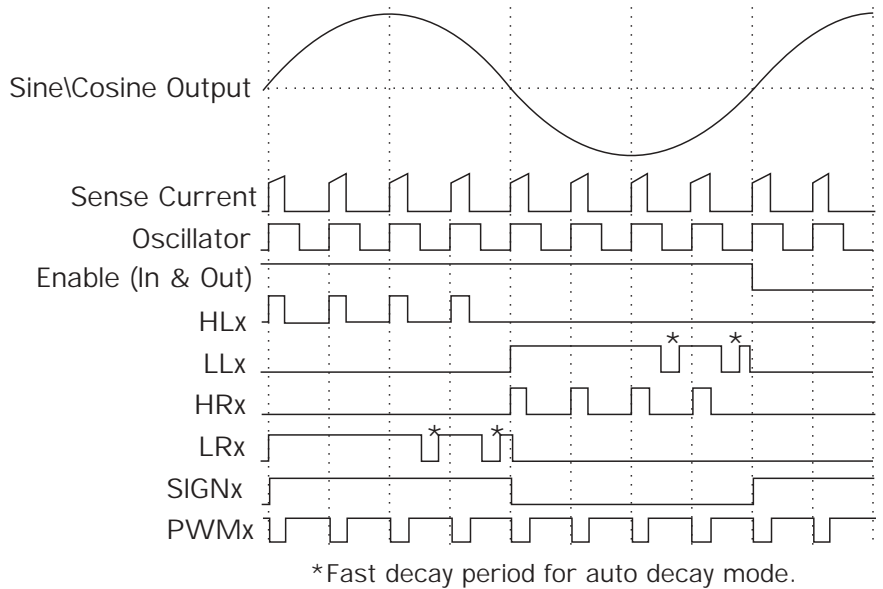 Sine\Cosine Output
Sense Current
Oscillator
Enable (In & Out)
HLx
* *
LLx
HRx
* *
LRx
SIGNx
PWMx
*Fast decay period for auto decay mode.